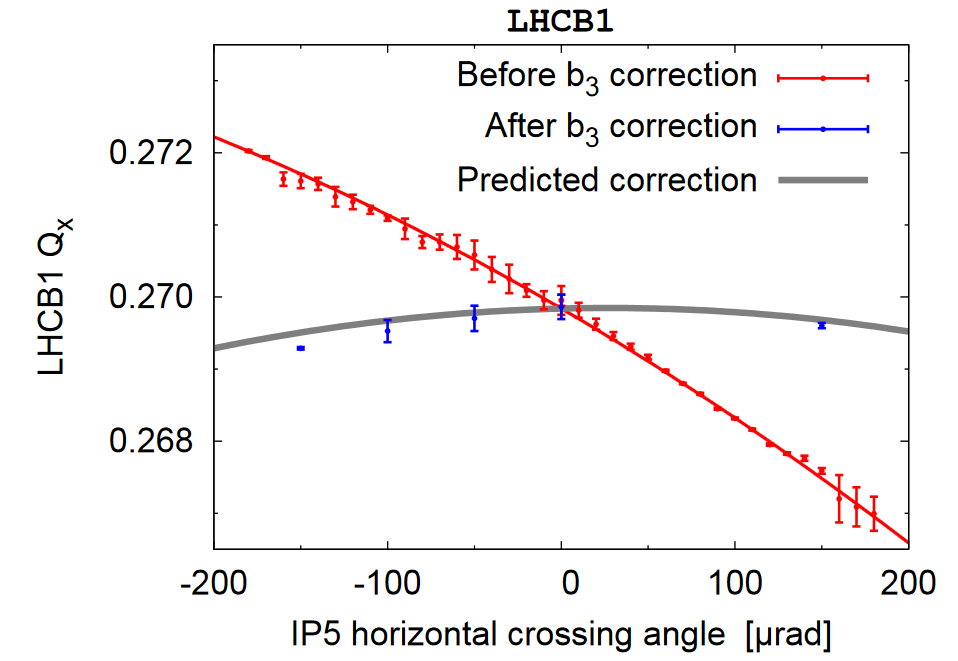 LHCB1
Before b3 correction
After b3 correction
Predicted correction
0.272
0.270
0.268
LHCB1 Qx
-200 -100 0 100 200
IP5 horizontal crossing angle [μrad]